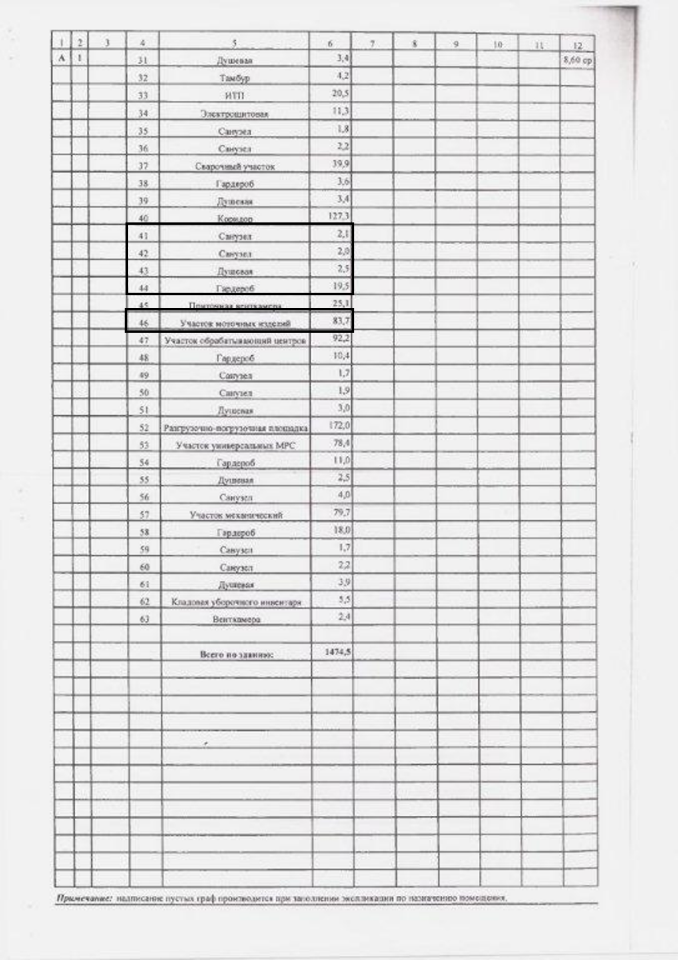 1 2 3 4 5 6 7 8 9 10 11 12
А 1 31 Душевая 3,4 8,60 ср
32 Тамбур 4,2
33 ИТП 20,5
34 Электрощитовая 11,3
35 Санузел 1,8
36 Санузел 2,2
37 Сварочный участок 39,9
38 Гардероб 3,6
39 Душевая 3,4
40 Коридор 127,3
41 Санузел 2,1
42 Санузел 2,0
43 Душевая 2,5
44 Гардероб 19,5
45 Приточная венткамера 25,1
46 Участок моточных изделий 83,7
47 Участок обрабатывающий центров 92,2
48 Гардероб 10,4
49 Санузел 1,7
50 Санузел 1,9
51 Душевая 3,0
52 Разгрузочно-погрузочная площадка 172,0
53 Участок универсальных МРС 78,4
54 Гардероб 11,0
55 Душевая 2,5
56 Санузел 4,0
57 Участок механический 79,7
58 Гардероб 18,0
59 Санузел 1,7
60 Санузел 2,2
61 Душевая 3,9
62 Кладовая уборочного инвентаря 5,5
63 Венткамера 2,4
Всего по зданию: 1474,5
Примечание: надписание пустых граф производится при заполнении экспликации по назначению помещения.